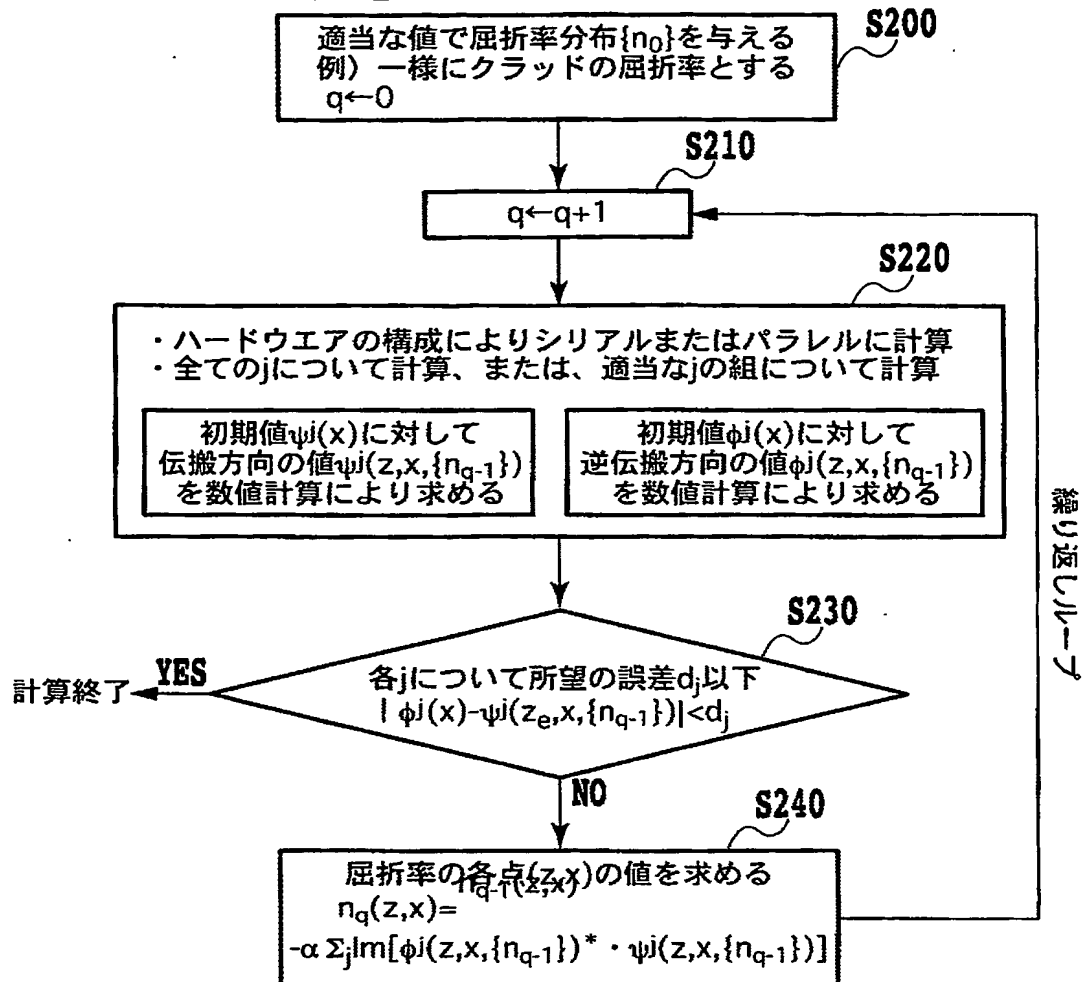 S200
適当な値で屈折率分布{n₀}を与える
例）一様にクラッドの屈折率とする
q←0
S210
q←q+1
S220
・ハードウエアの構成によりシリアルまたはパラレルに計算
・全てのjについて計算、または、適当なjの組について計算
初期値ψʲ(x)に対して
伝搬方向の値ψʲ(z,x,{n_{q-1}})
を数値計算により求める
初期値φʲ(x)に対して
逆伝搬方向の値φʲ(z,x,{n_{q-1}})
を数値計算により求める
S230
各jについて所望の誤差dⱼ以下
| φʲ(x)-ψʲ(zₑ,x,{n_{q-1}})|<dⱼ
YES
計算終了
NO
S240
屈折率の各点(z,x)の値を求める
n_{q-1}(z,x)
n_q(z,x)=
-α Σⱼ Im[φʲ(z,x,{n_{q-1}})*・ψʲ(z,x,{n_{q-1}})]
繰り返しループ